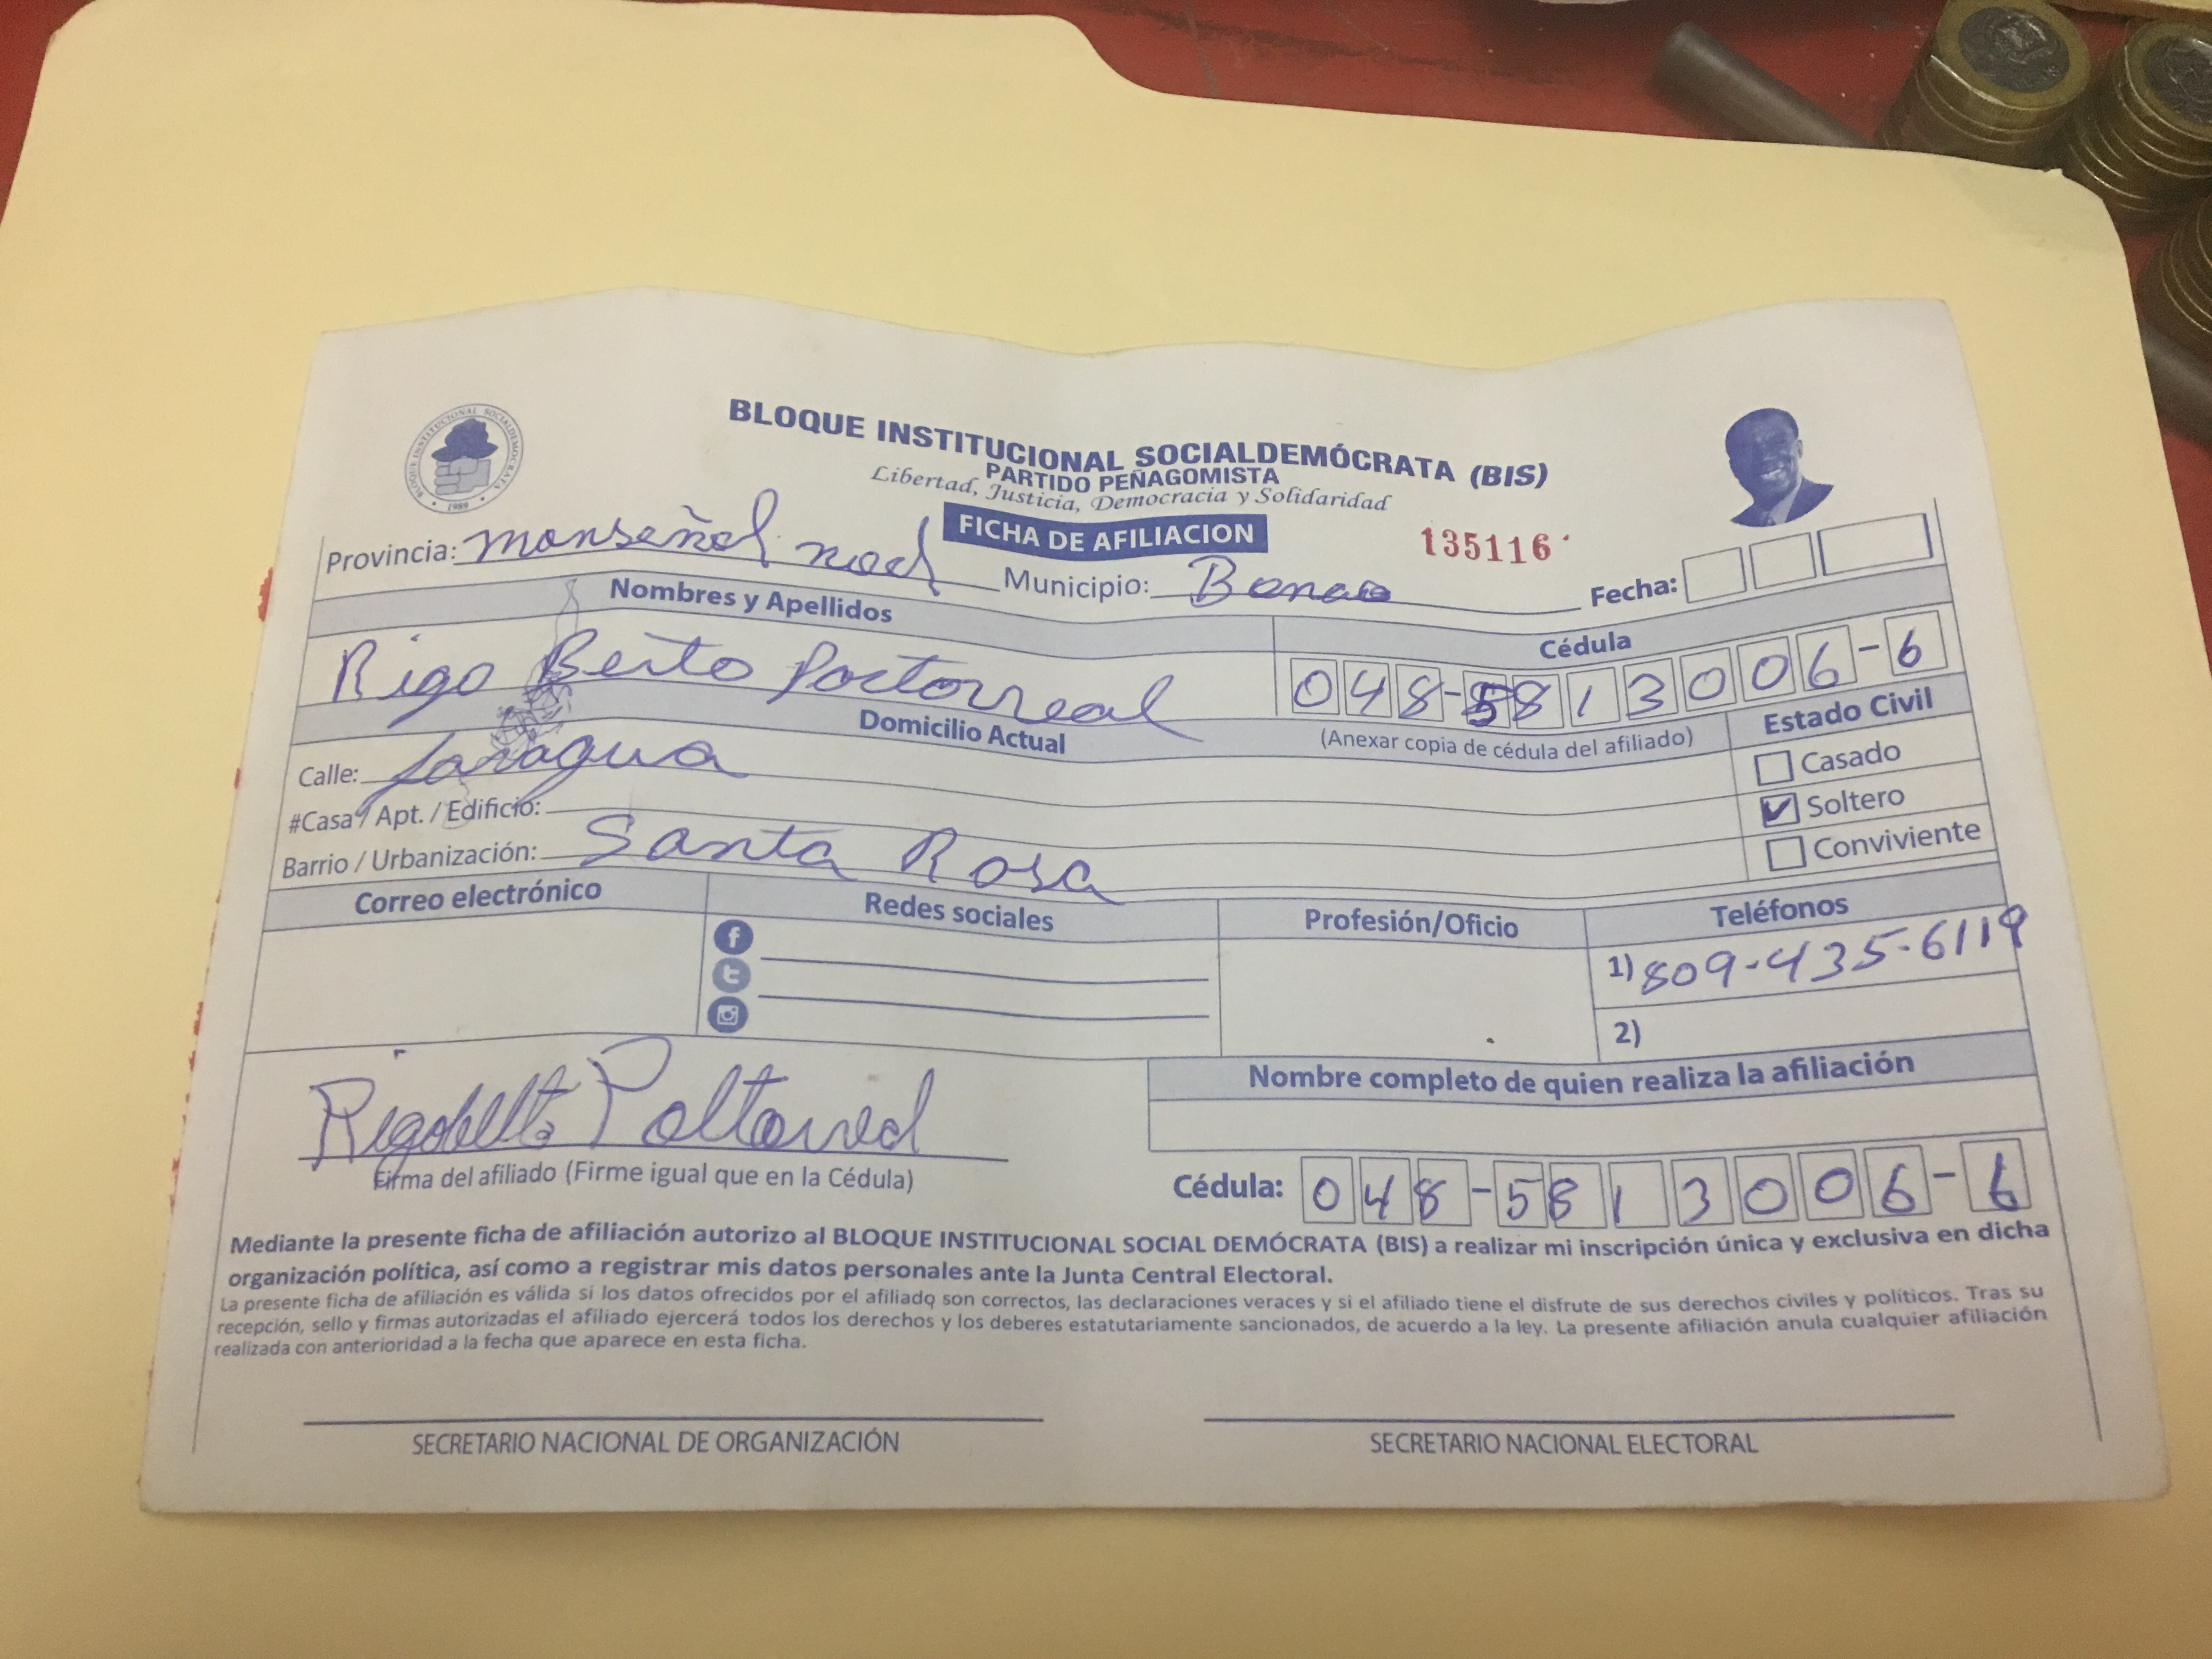 BLOQUE INSTITUCIONAL SOCIALDEMOCRATA
1989
BLOQUE INSTITUCIONAL SOCIALDEMÓCRATA (BIS)
PARTIDO PEÑAGOMISTA
Libertad, Justicia, Democracia y Solidaridad
FICHA DE AFILIACION
135116
Provincia: monseñol noel Municipio: Bonao Fecha:
Nombres y Apellidos
Cédula
Rigo Berto Portorreal
048-5813006-6
(Anexar copia de cédula del afiliado)
Domicilio Actual
Estado Civil
Calle: Jaragua
Casado
#Casa / Apt. / Edificio:
Soltero
Barrio / Urbanización: Santa Rosa
Conviviente
Correo electrónico
Redes sociales
Profesión/Oficio
Teléfonos
1) 809-435-6119
2)
Nombre completo de quien realiza la afiliación
Rigobelto Poltorreal
Firma del afiliado (Firme igual que en la Cédula)
Cédula: 048-5813006-6
Mediante la presente ficha de afiliación autorizo al BLOQUE INSTITUCIONAL SOCIAL DEMÓCRATA (BIS) a realizar mi inscripción única y exclusiva en dicha
organización política, así como a registrar mis datos personales ante la Junta Central Electoral.
La presente ficha de afiliación es válida si los datos ofrecidos por el afiliado son correctos, las declaraciones veraces y si el afiliado tiene el disfrute de sus derechos civiles y políticos. Tras su
recepción, sello y firmas autorizadas el afiliado ejercerá todos los derechos y los deberes estatutariamente sancionados, de acuerdo a la ley. La presente afiliación anula cualquier afiliación
realizada con anterioridad a la fecha que aparece en esta ficha.
SECRETARIO NACIONAL DE ORGANIZACIÓN
SECRETARIO NACIONAL ELECTORAL